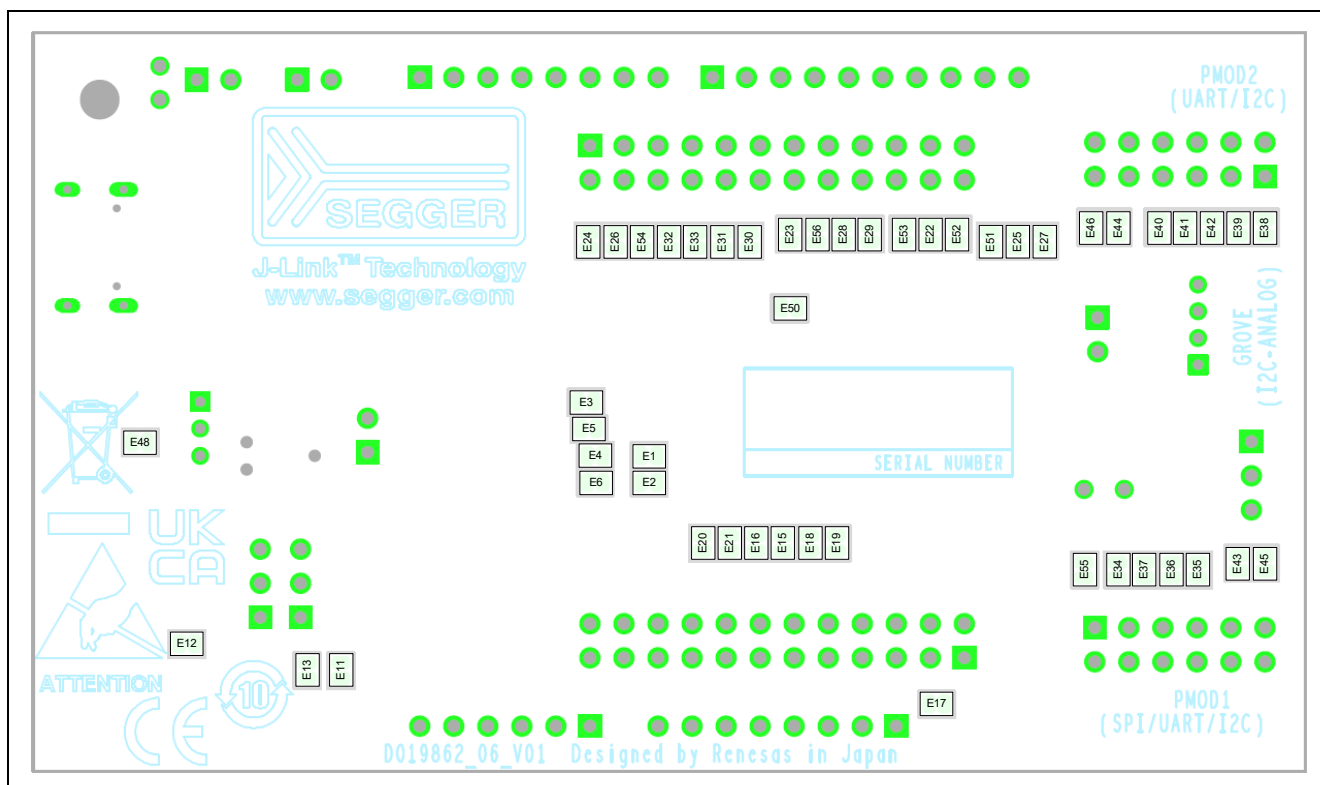 PMOD2
(UART/I2C)
SEGGER
J-Link™ Technology
www.segger.com
E24 E26 E54 E32 E33 E31 E30 E23 E56 E28 E29 E53 E22 E52 E51 E25 E27 E46 E44 E40 E41 E42 E39 E38
E50
GROVE
(I2C-ANALOG)
E3
E5
E48
E4 E1
SERIAL NUMBER
E6 E2
UK
CA
E20 E21 E16 E15 E18 E19
E55 E34 E37 E36 E35 E43 E45
E12
E13 E11
ATTENTION
10
CE
E17
PMOD1
(SPI/UART/I2C)
D019862_06_V01 Designed by Renesas in Japan